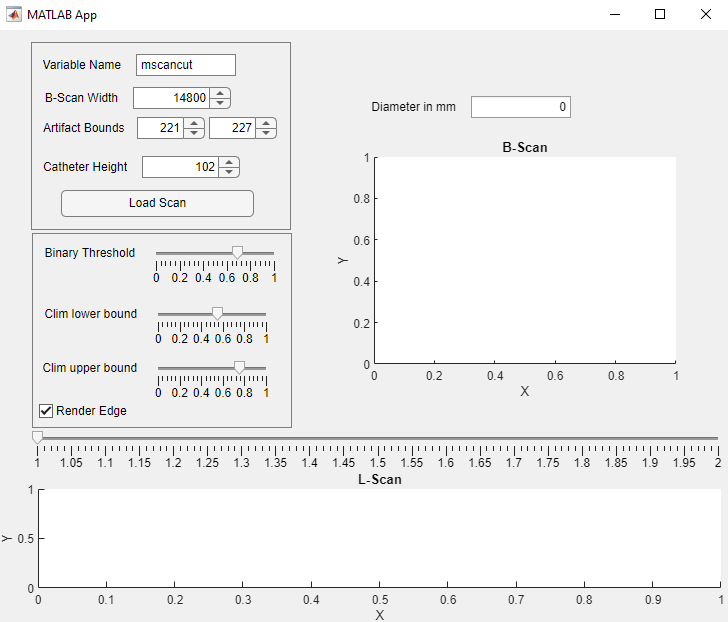 MATLAB App
Variable Name mscancut
B-Scan Width 14800
Artifact Bounds 221 227
Catheter Height 102
Load Scan
Binary Threshold
0 0.2 0.4 0.6 0.8 1
Clim lower bound
0 0.2 0.4 0.6 0.8 1
Clim upper bound
0 0.2 0.4 0.6 0.8 1
Render Edge
Diameter in mm 0
B-Scan
1
0.8
0.6
Y
0.4
0.2
0
0 0.2 0.4 0.6 0.8 1
X
1 1.05 1.1 1.15 1.2 1.25 1.3 1.35 1.4 1.45 1.5 1.55 1.6 1.65 1.7 1.75 1.8 1.85 1.9 1.95 2
L-Scan
1
Y 0.5
0
0 0.1 0.2 0.3 0.4 0.5 0.6 0.7 0.8 0.9 1
X